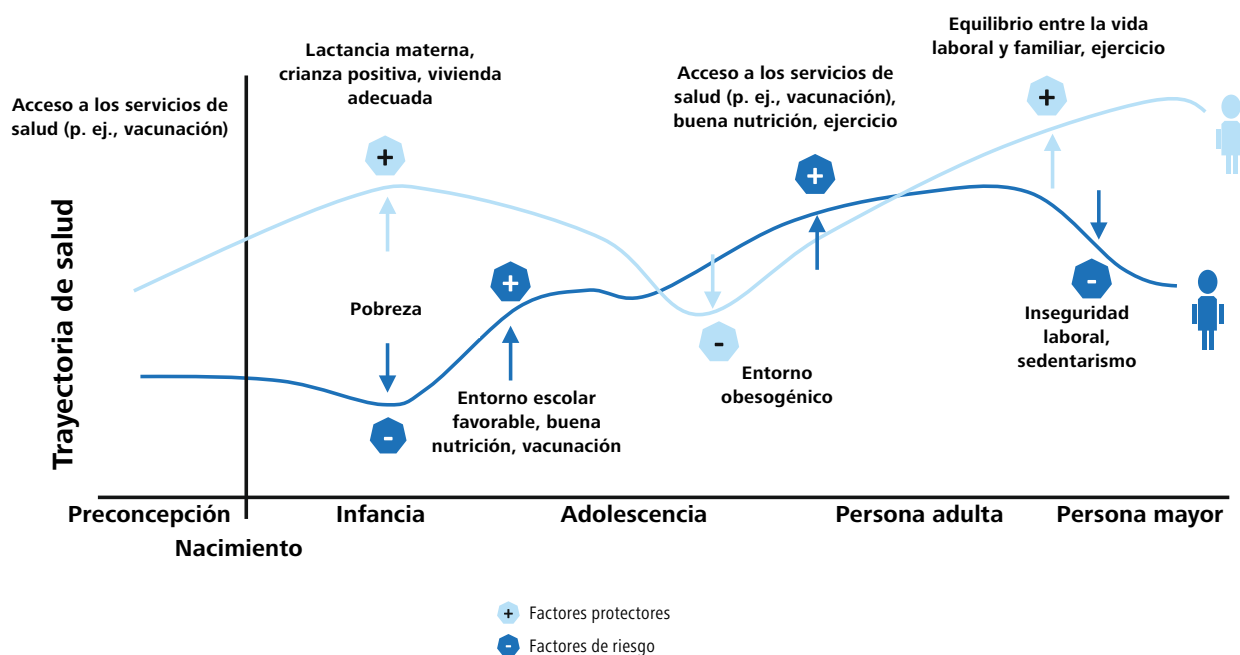 Equilibrio entre la vida
laboral y familiar, ejercicio
+
Lactancia materna,
crianza positiva, vivienda
adecuada
+
Acceso a los servicios de
salud (p. ej., vacunación),
buena nutrición, ejercicio
+
Acceso a los servicios de
salud (p. ej., vacunación)
Trayectoria de salud
Pobreza
-
+
Entorno escolar
favorable, buena
nutrición, vacunación
-
Entorno
obesogénico
-
Inseguridad
laboral,
sedentarismo
Preconcepción
Nacimiento
Infancia
Adolescencia
Persona adulta
Persona mayor
+ Factores protectores
- Factores de riesgo